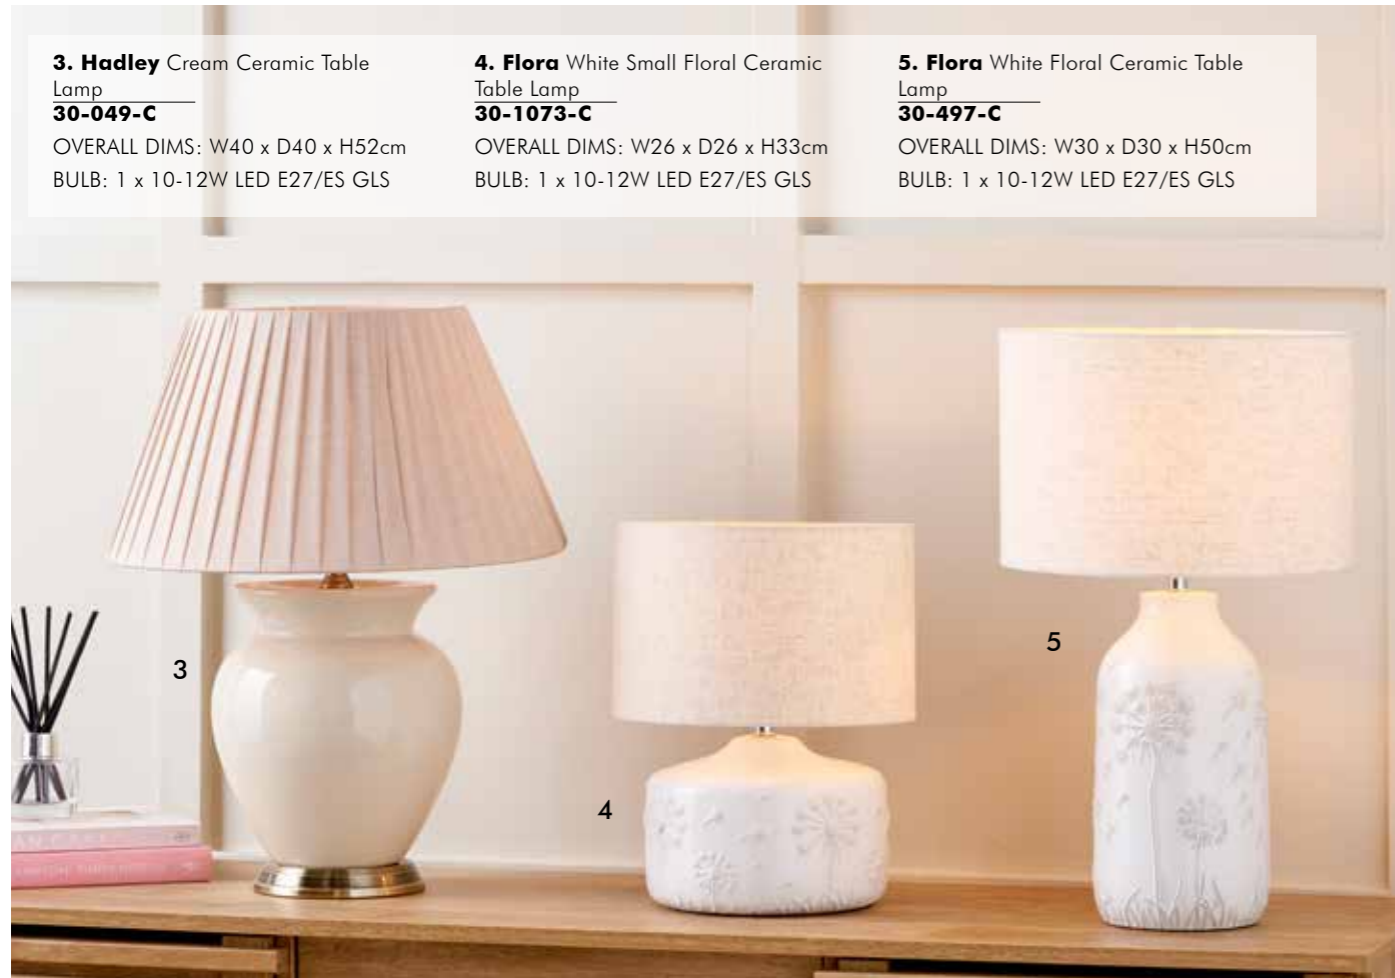 3. Hadley Cream Ceramic Table
Lamp
30-049-C
OVERALL DIMS: W40 x D40 x H52cm
BULB: 1 x 10-12W LED E27/ES GLS
4. Flora White Small Floral Ceramic
Table Lamp
30-1073-C
OVERALL DIMS: W26 x D26 x H33cm
BULB: 1 x 10-12W LED E27/ES GLS
5. Flora White Floral Ceramic Table
Lamp
30-497-C
OVERALL DIMS: W30 x D30 x H50cm
BULB: 1 x 10-12W LED E27/ES GLS
3
4
5